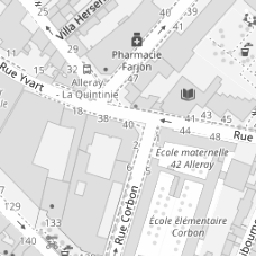 Villa Hersent
Pharmacie
Farjon
Rue Yvart
Alleray -
La Quintinie
47
18
38
40
41
44
48
Rue
École maternelle
42 Alleray
Rue Corbon
École élémentaire
Corbon
129
133